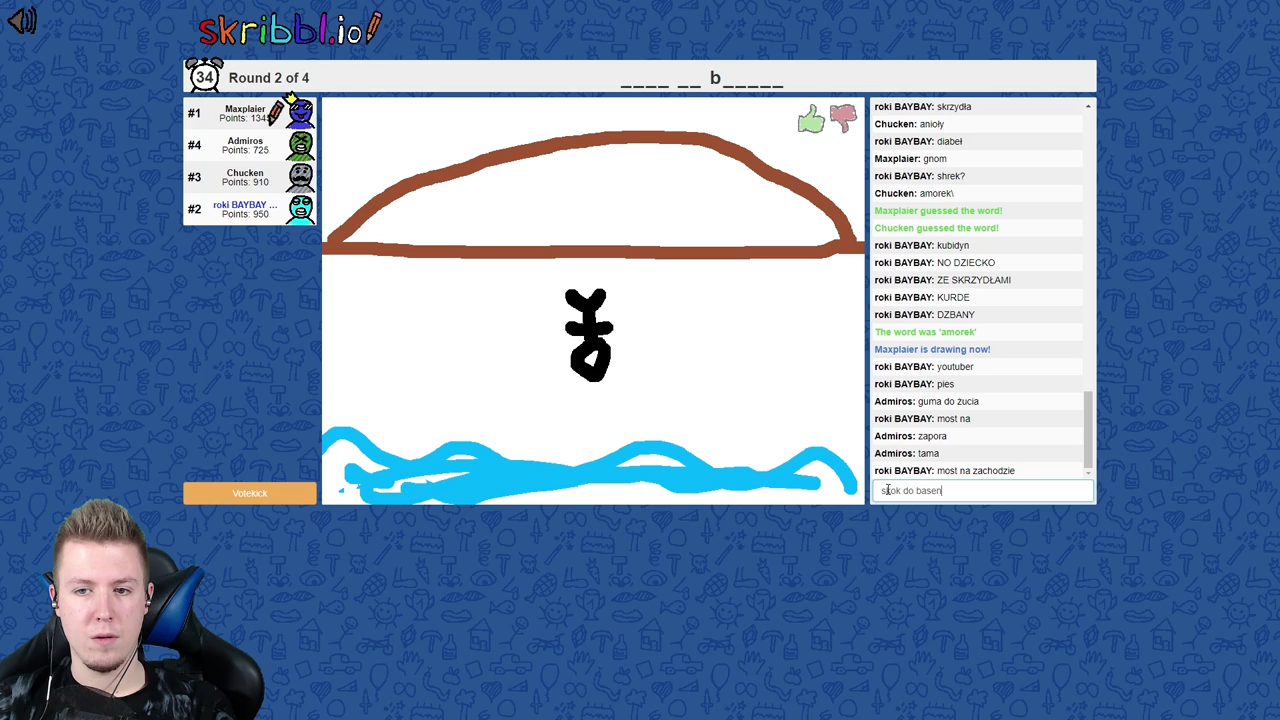 skribbl.io
34
Round 2 of 4
____ __ b_____
#1
Maxplaier
Points: 1345
#4
Admiros
Points: 725
#3
Chucken
Points: 910
#2
roki BAYBAY ...
Points: 950
Votekick
roki BAYBAY: skrzydła
Chucken: anioły
roki BAYBAY: diabeł
Maxplaier: gnom
roki BAYBAY: shrek?
Chucken: amorek\
Maxplaier guessed the word!
Chucken guessed the word!
roki BAYBAY: kubidyn
roki BAYBAY: NO DZIECKO
roki BAYBAY: ZE SKRZYDŁAMI
roki BAYBAY: KURDE
roki BAYBAY: DZBANY
The word was 'amorek'
Maxplaier is drawing now!
roki BAYBAY: youtuber
roki BAYBAY: pies
Admiros: guma do żucia
roki BAYBAY: most na
Admiros: zapora
Admiros: tama
roki BAYBAY: most na zachodzie
skok do basen